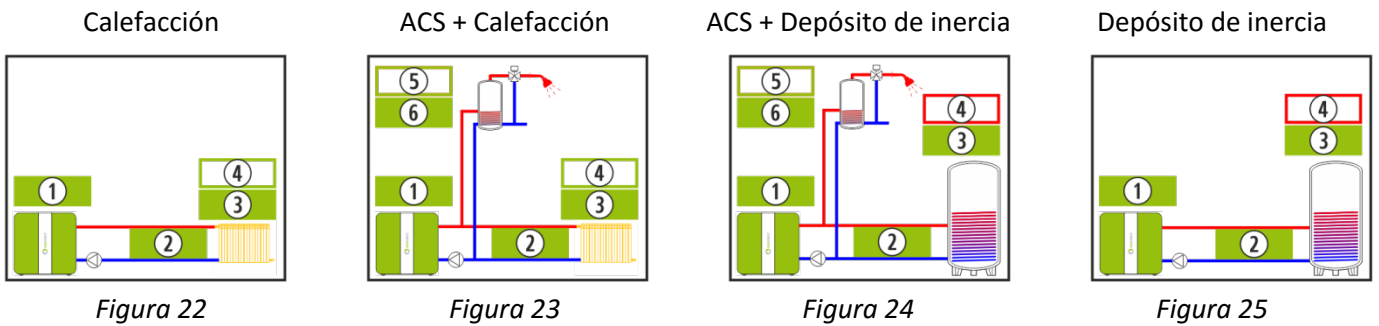 Calefacción
ACS + Calefacción
ACS + Depósito de inercia
Depósito de inercia
4
3
1
2
5
6
4
3
1
2
5
6
4
3
1
2
4
3
1
2
Figura 22
Figura 23
Figura 24
Figura 25